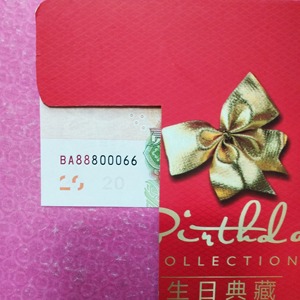 BA88800066
20
Birthda
COLLECTION
生日典藏